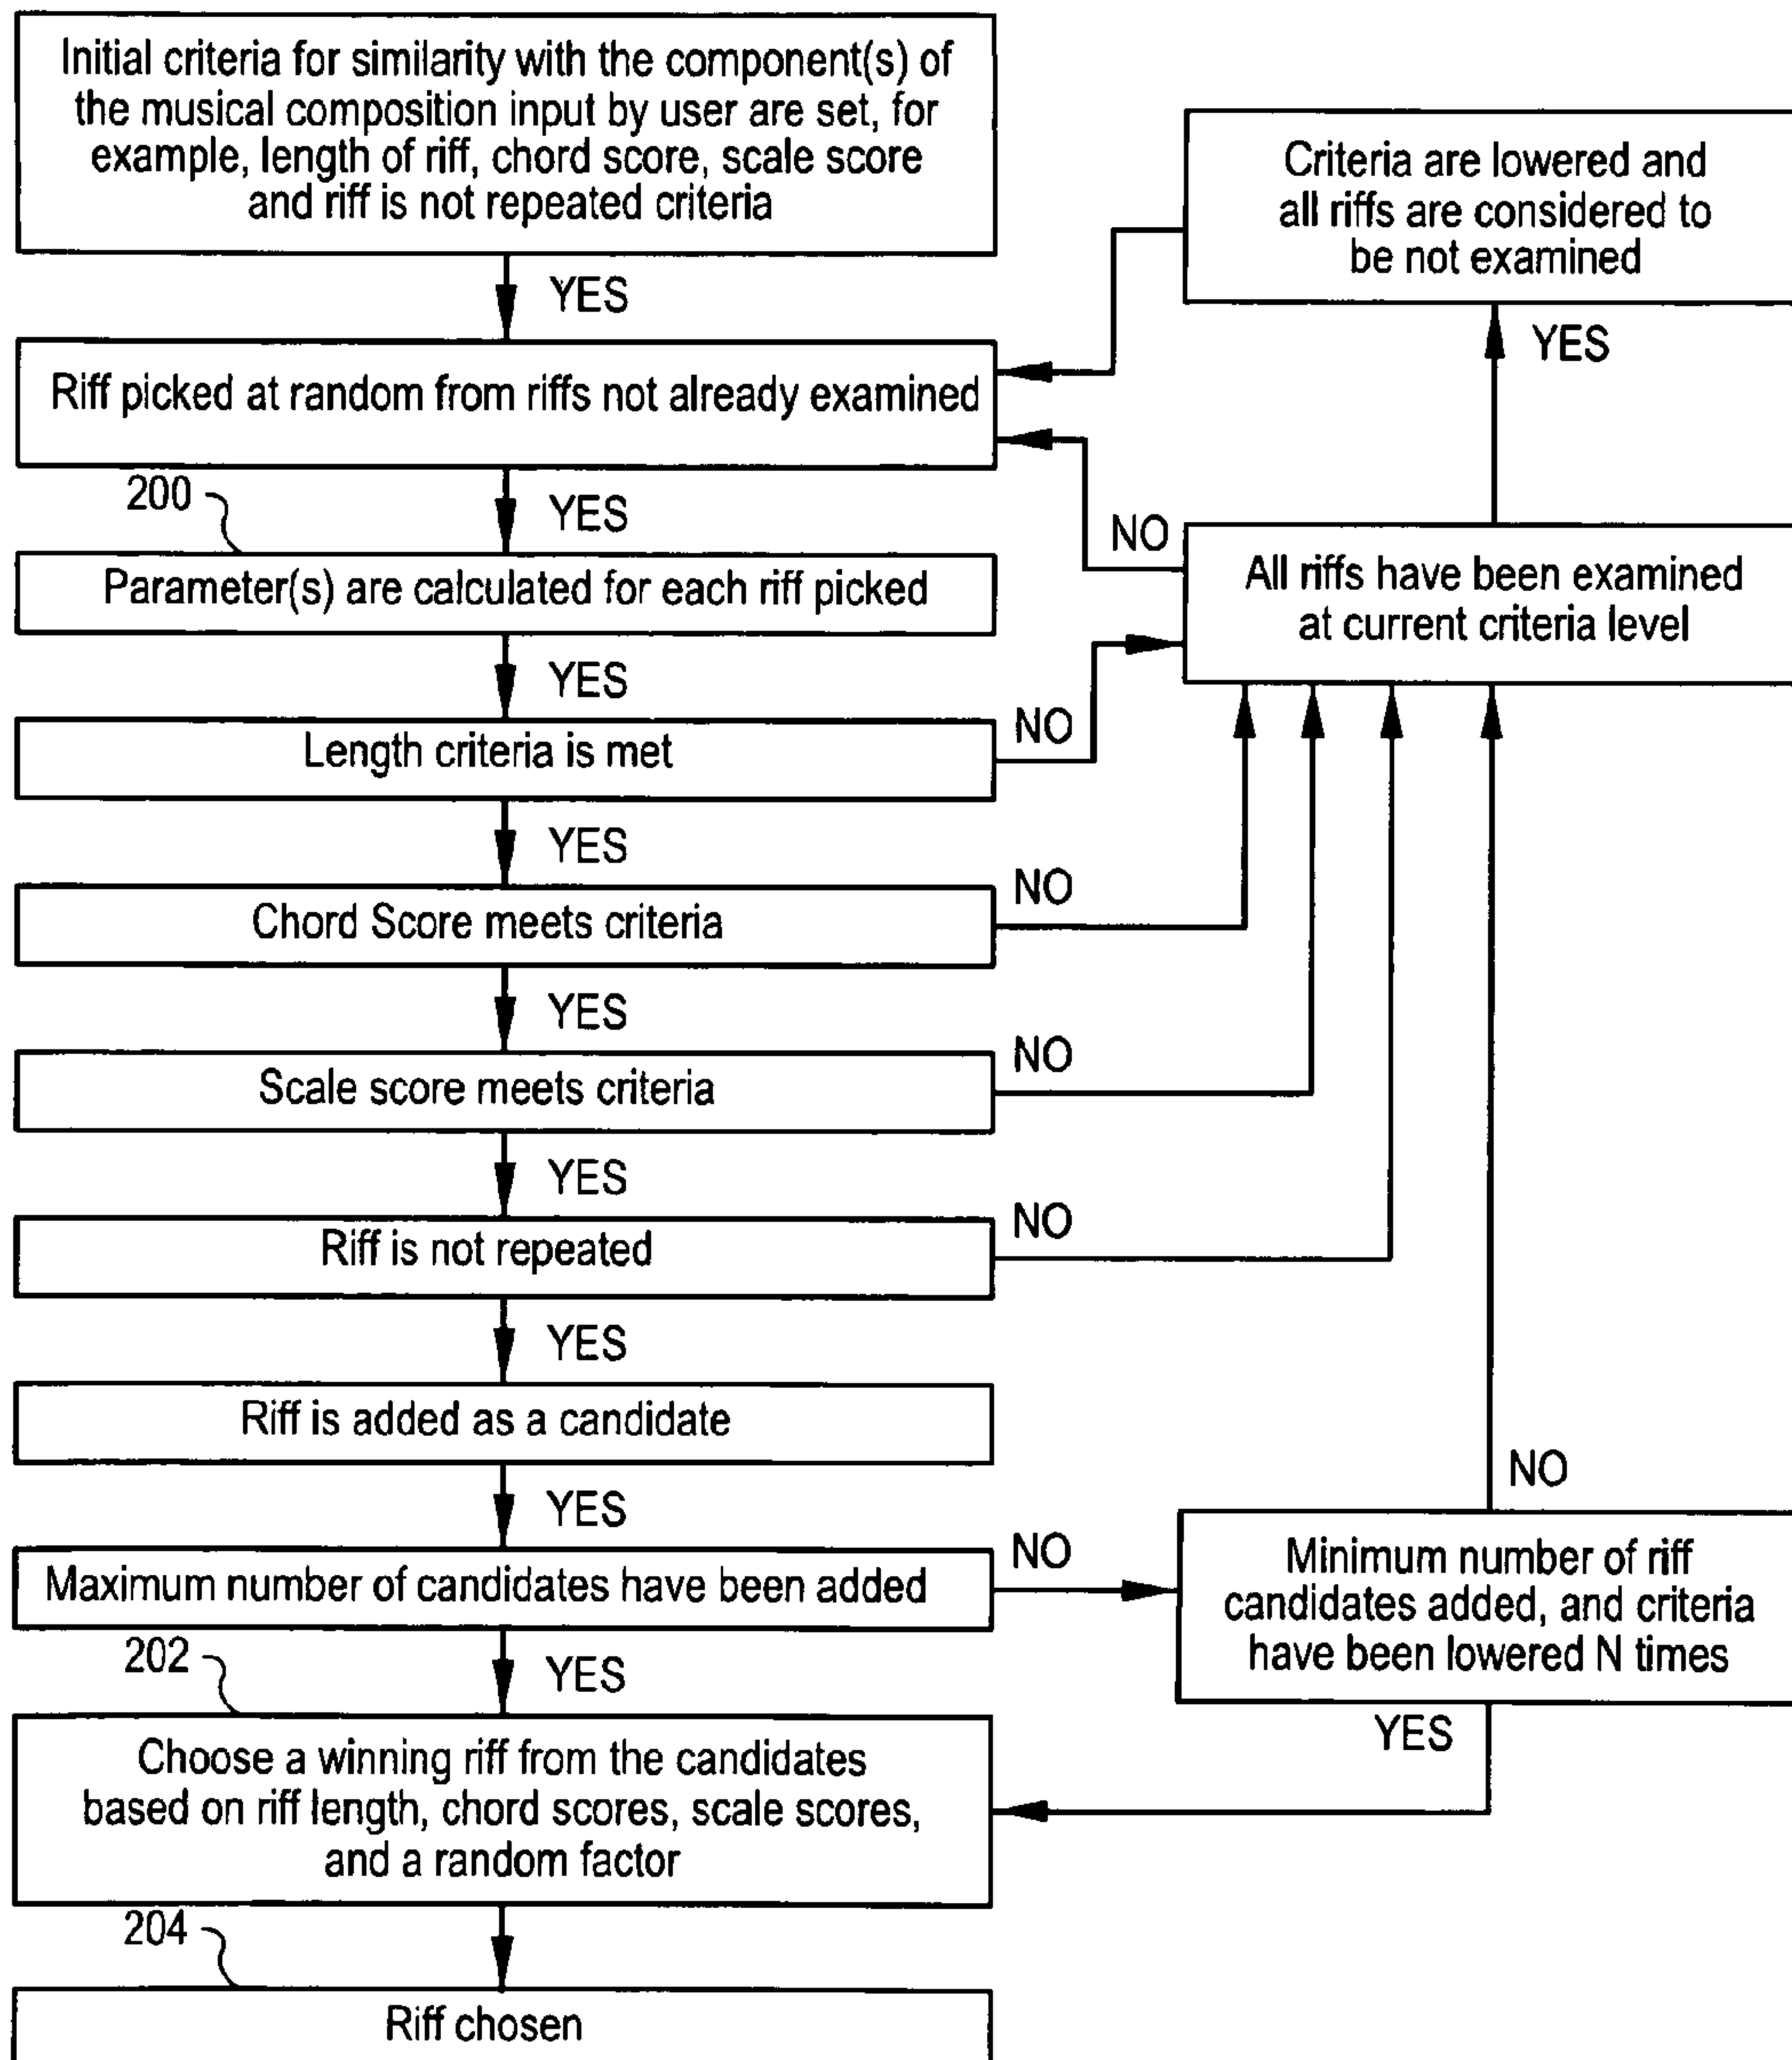 Initial criteria for similarity with the component(s) of
the musical composition input by user are set, for
example, length of riff, chord score, scale score
and riff is not repeated criteria
YES
Riff picked at random from riffs not already examined
200
YES
Parameter(s) are calculated for each riff picked
YES
Length criteria is met
NO
YES
Chord Score meets criteria
NO
YES
Scale score meets criteria
NO
YES
Riff is not repeated
NO
YES
Riff is added as a candidate
YES
Maximum number of candidates have been added
NO
202
YES
Choose a winning riff from the candidates
based on riff length, chord scores, scale scores,
and a random factor
204
Riff chosen
Criteria are lowered and
all riffs are considered to
be not examined
YES
NO
All riffs have been examined
at current criteria level
NO
Minimum number of riff
candidates added, and criteria
have been lowered N times
YES